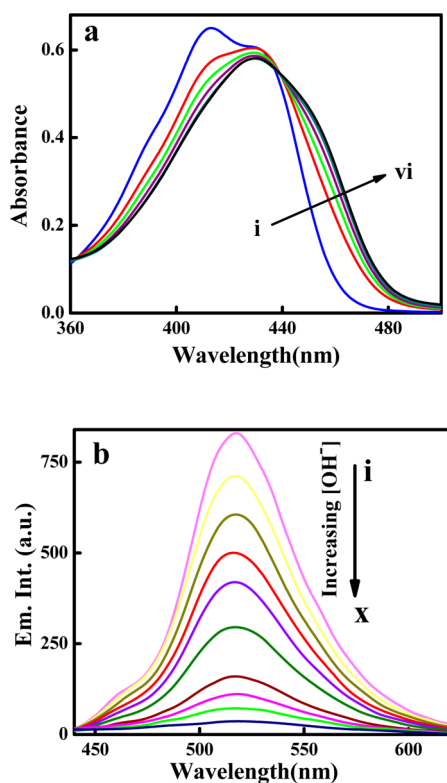 a
0.6
0.4
0.2
0.0
Absorbance
i
vi
360 400 440 480
Wavelength(nm)
b
750
500
250
0
Em. Int. (a.u.)
Increasing [OH⁻]
i
x
450 500 550 600
Wavelength(nm)